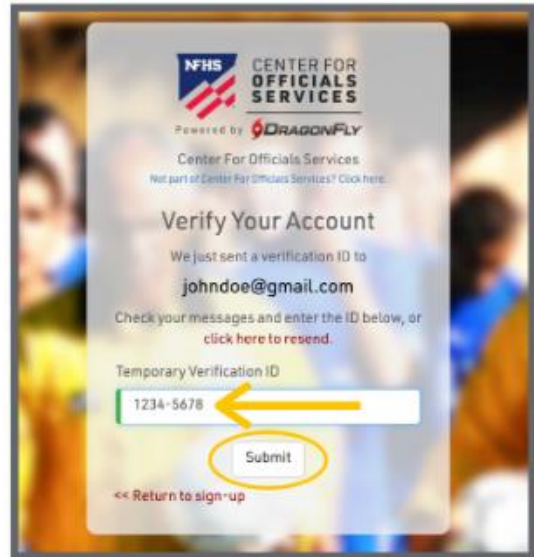 NFHS
CENTER FOR
OFFICIALS
SERVICES
Powered by DRAGONFLY
Center For Officials Services
Not part of Center For Officials Services? Click here.
Verify Your Account
We just sent a verification ID to
johndoe@gmail.com
Check your messages and enter the ID below, or
click here to resend.
Temporary Verification ID
1234-5678
Submit
<< Return to sign-up